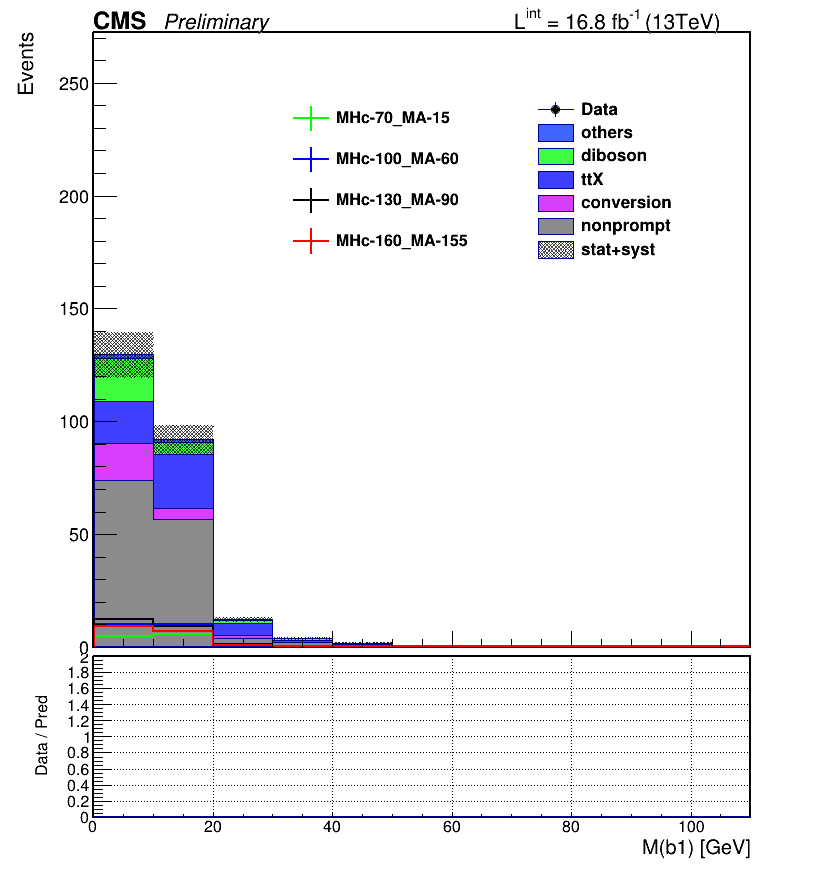 CMS Preliminary
L^int = 16.8 fb^-1 (13TeV)
Events
250
200
150
100
50
0
MHc-70_MA-15
MHc-100_MA-60
MHc-130_MA-90
MHc-160_MA-155
Data
others
diboson
ttX
conversion
nonprompt
stat+syst
Data / Pred
2
1.8
1.6
1.4
1.2
1
0.8
0.6
0.4
0.2
0
0 20 40 60 80 100
M(b1) [GeV]